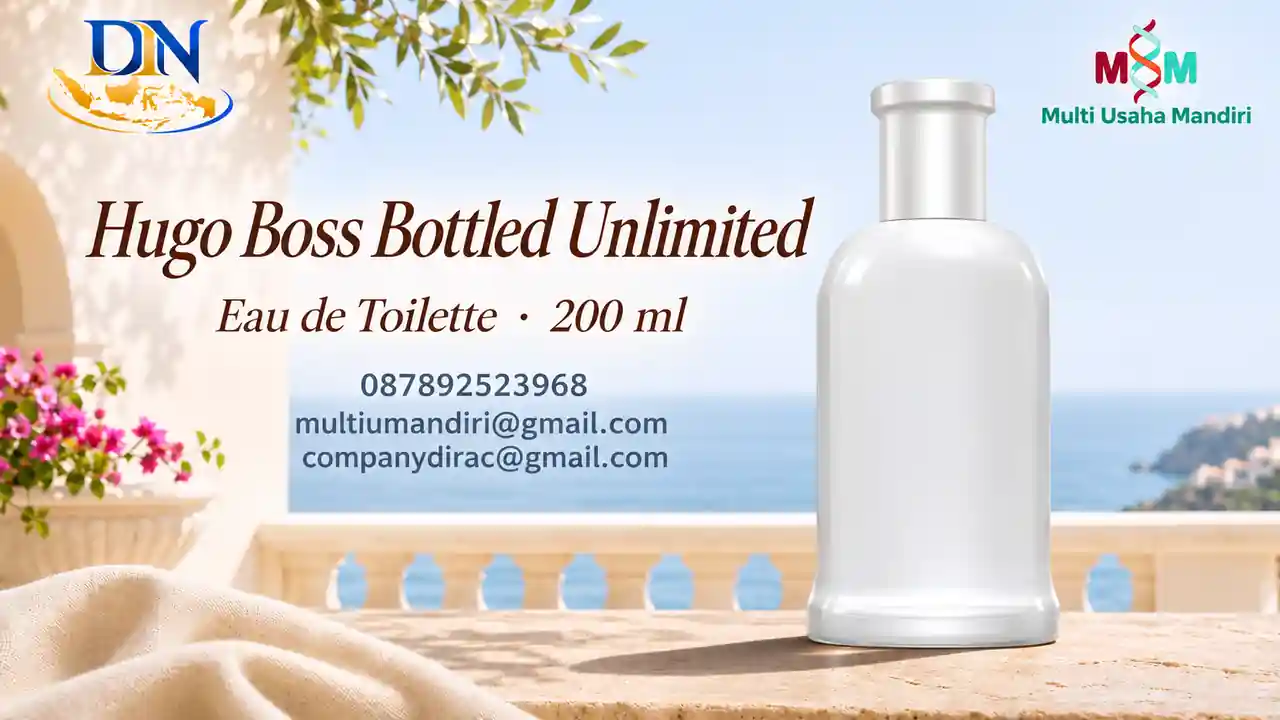 DN
MSM
Multi Usaha Mandiri
Hugo Boss Bottled Unlimited
Eau de Toilette · 200 ml
087892523968
multiumandiri@gmail.com
companydirac@gmail.com